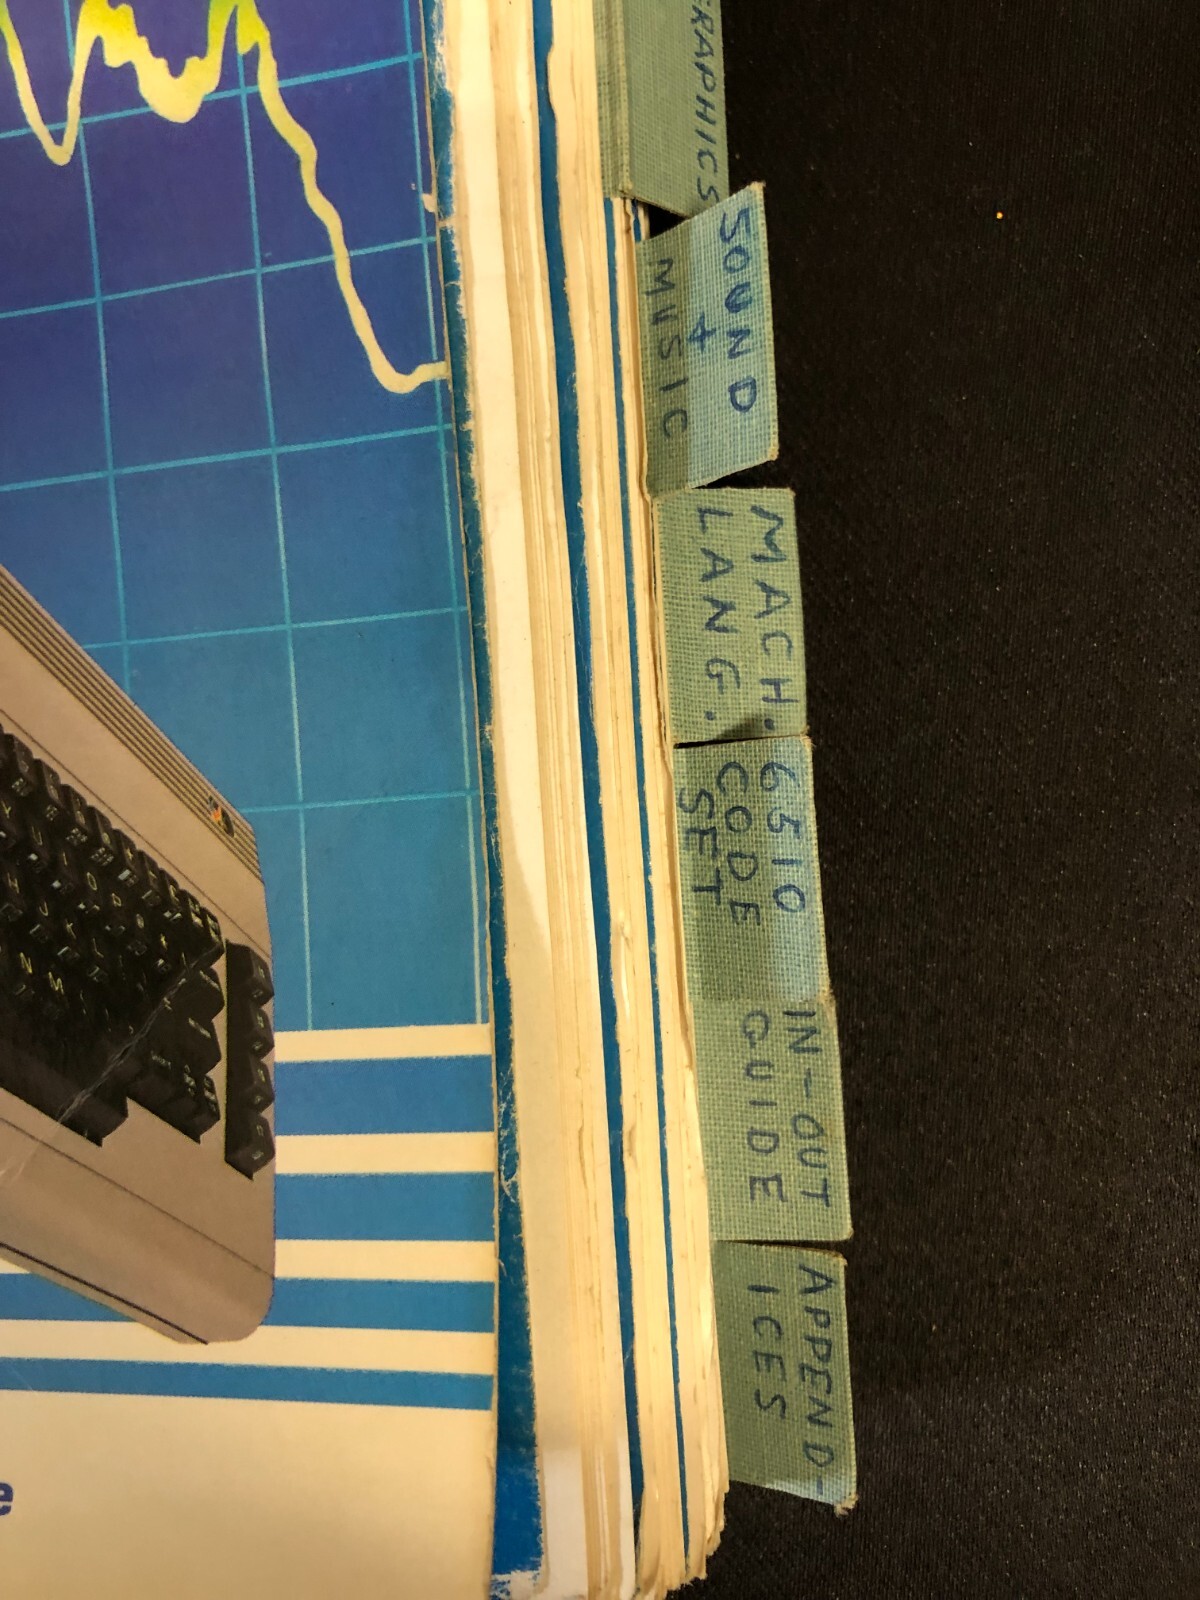 GRAPHICS
SOUND
+
MUSIC
MACH.
LANG.
6510
CODE
SET
IN-OUT
GUIDE
APPEND-
ICES
e